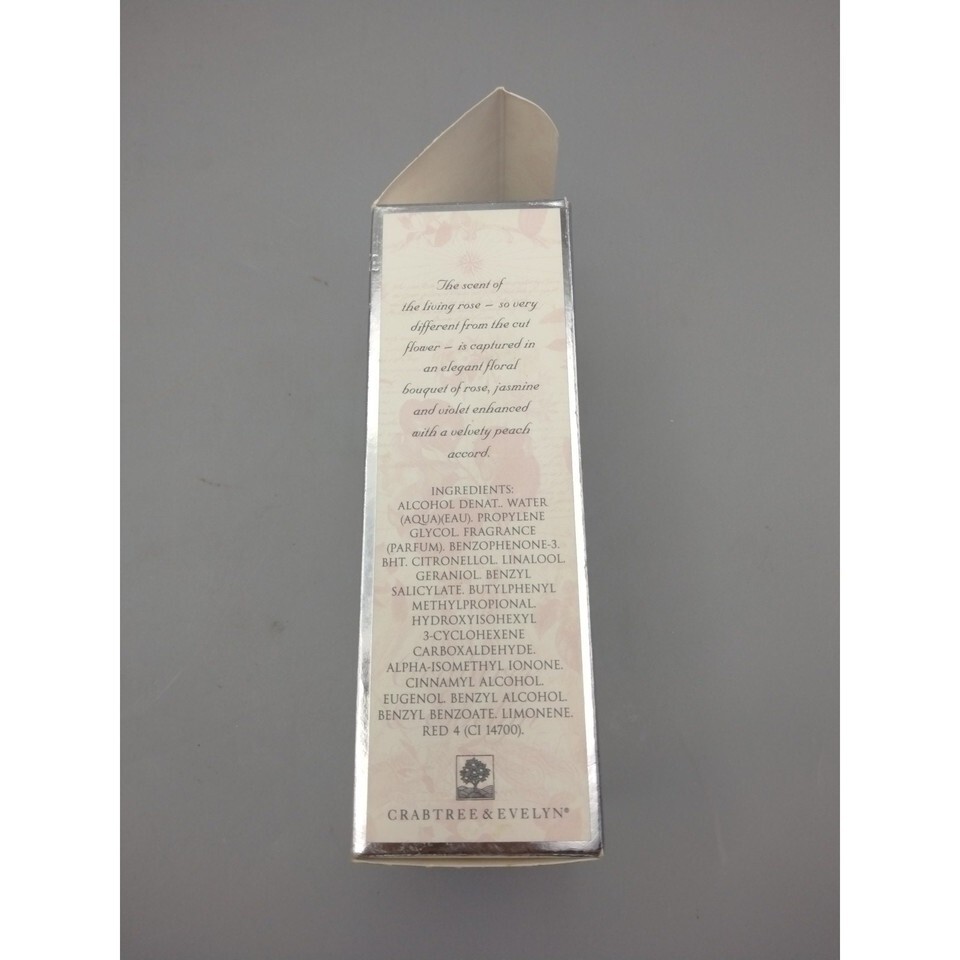 The scent of
the living rose – so very
different from the cut
flower – is captured in
an elegant floral
bouquet of rose, jasmine
and violet enhanced
with a velvety peach
accord.
INGREDIENTS:
ALCOHOL DENAT., WATER
(AQUA)(EAU), PROPYLENE
GLYCOL, FRAGRANCE
(PARFUM), BENZOPHENONE-3,
BHT, CITRONELLOL, LINALOOL,
GERANIOL, BENZYL
SALICYLATE, BUTYLPHENYL
METHYLPROPIONAL,
HYDROXYISOHEXYL
3-CYCLOHEXENE
CARBOXALDEHYDE,
ALPHA-ISOMETHYL IONONE,
CINNAMYL ALCOHOL,
EUGENOL, BENZYL ALCOHOL,
BENZYL BENZOATE, LIMONENE,
RED 4 (CI 14700).
CRABTREE & EVELYN®